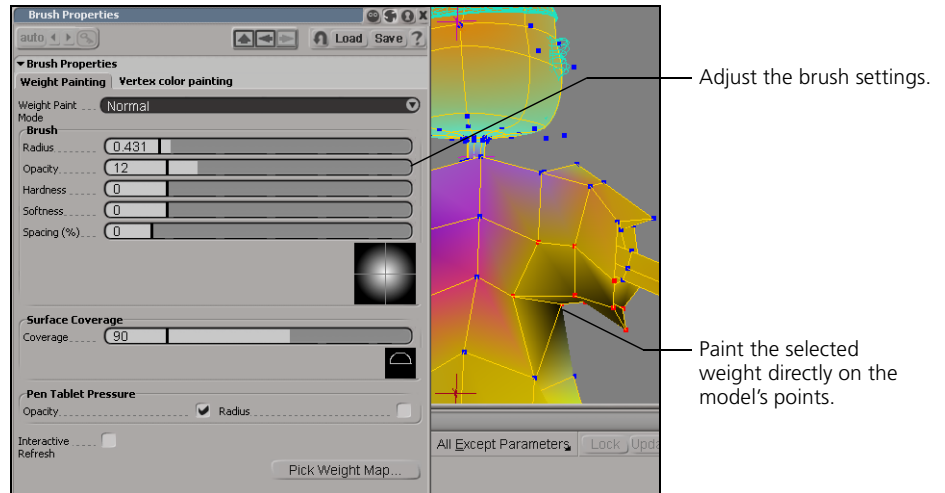 Brush Properties
auto
Load Save ?
Brush Properties
Weight Painting Vertex color painting
Weight Paint Mode Normal
Brush
Radius 0.431
Opacity 12
Hardness 0
Softness 0
Spacing (%) 0
Surface Coverage
Coverage 90
Pen Tablet Pressure
Opacity Radius
Interactive Refresh
Pick Weight Map...
All Except Parameters Lock
Adjust the brush settings.
Paint the selected
weight directly on the
model's points.